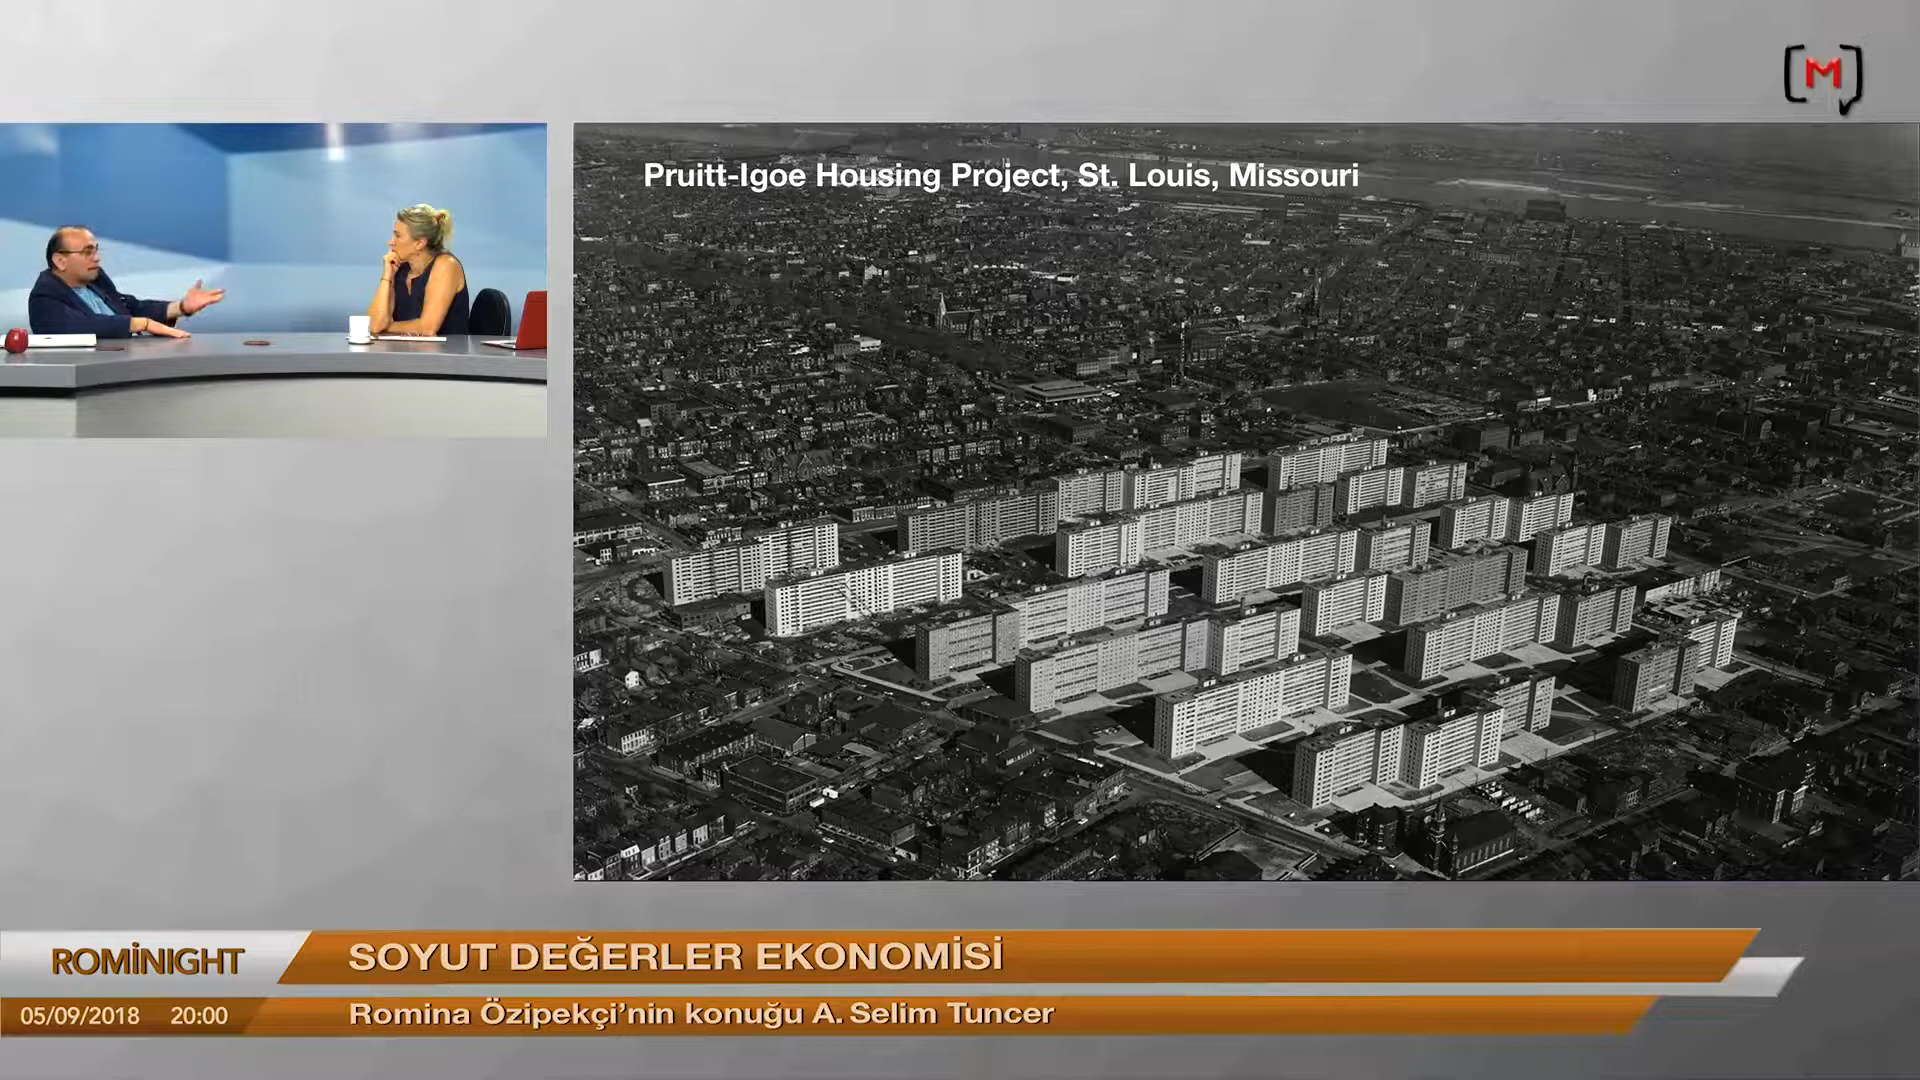 [M]
Pruitt-Igoe Housing Project, St. Louis, Missouri
ROMİNIGHT
SOYUT DEĞERLER EKONOMİSİ
05/09/2018 20:00
Romina Özipekçi’nin konuğu A. Selim Tuncer